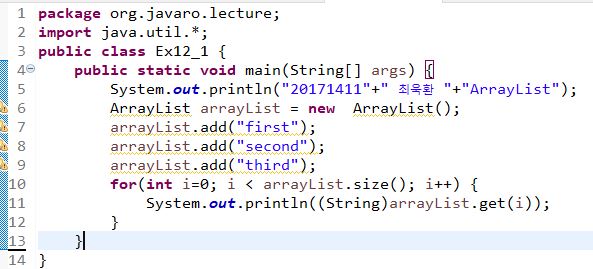 1 package org.javaro.lecture;
2 import java.util.*;
3 public class Ex12_1 {
4 public static void main(String[] args) {
5 System.out.println("20171411"+" 최욱환 "+"ArrayList");
6 ArrayList arrayList = new  ArrayList();
7 arrayList.add("first");
8 arrayList.add("second");
9 arrayList.add("third");
10 for(int i=0; i < arrayList.size(); i++) {
11 System.out.println((String)arrayList.get(i));
12 }
13 }
14 }